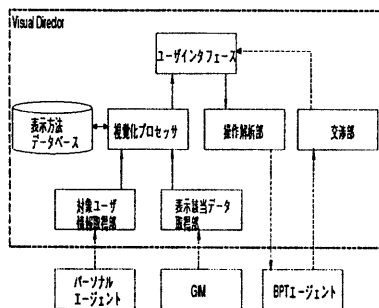 Visual Diredor
ユーザインタフェース
表示方法
データベース
視覚化プロセッサ
操作解析部
交渉部
対象ユーザ
情報取得部
表示該当データ
取得部
パーソナル
エージェント
GIM
BPTエージェント